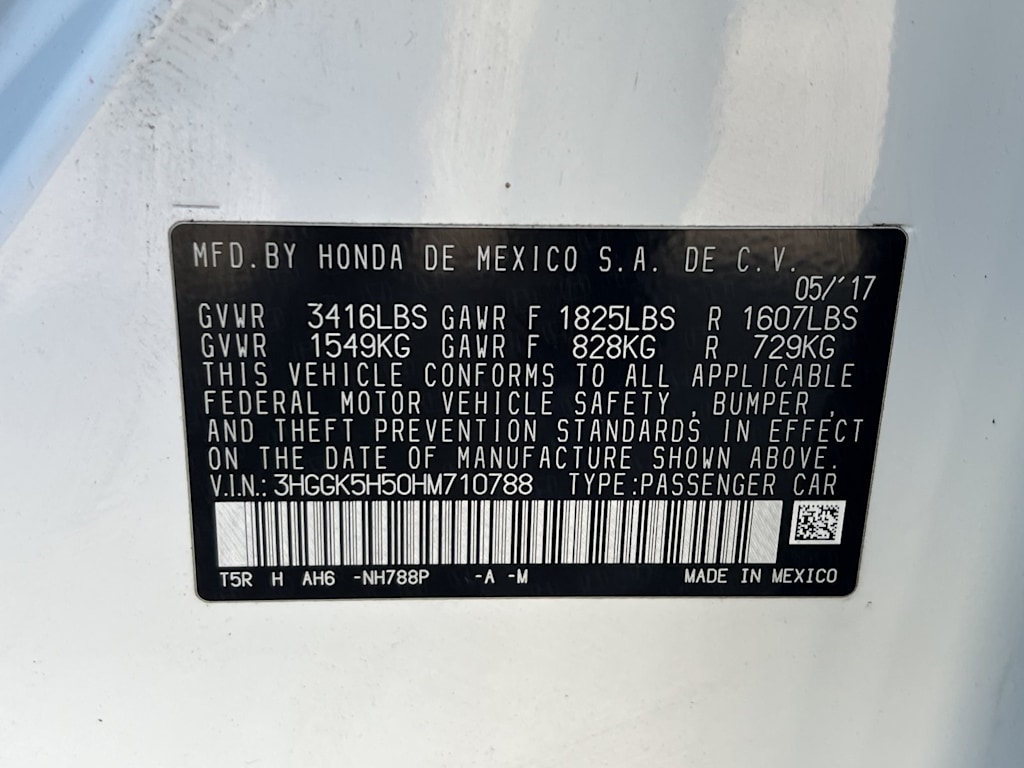 MFD. BY HONDA DE MEXICO S.A. DE C.V.
05/'17
GVWR 3416LBS GAWR F 1825LBS R 1607LBS
GVWR 1549KG GAWR F 828KG R 729KG
THIS VEHICLE CONFORMS TO ALL APPLICABLE
FEDERAL MOTOR VEHICLE SAFETY , BUMPER ,
AND THEFT PREVENTION STANDARDS IN EFFECT
ON THE DATE OF MANUFACTURE SHOWN ABOVE.
V.I.N.: 3HGGK5H50HM710788 TYPE:PASSENGER CAR
T5R H AH6 -NH788P -A -M MADE IN MEXICO